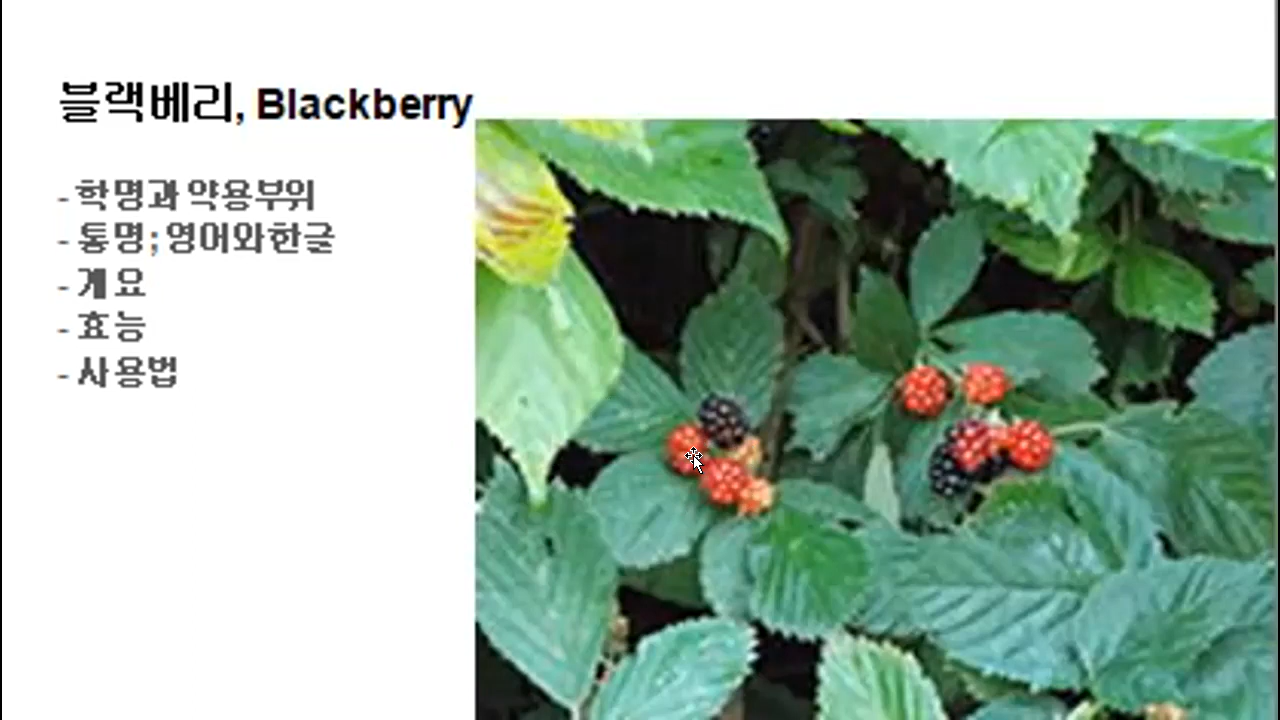 블랙베리, Blackberry
- 학명과 약용부위
- 통명; 영어와한글
- 개요
- 효능
- 사용법